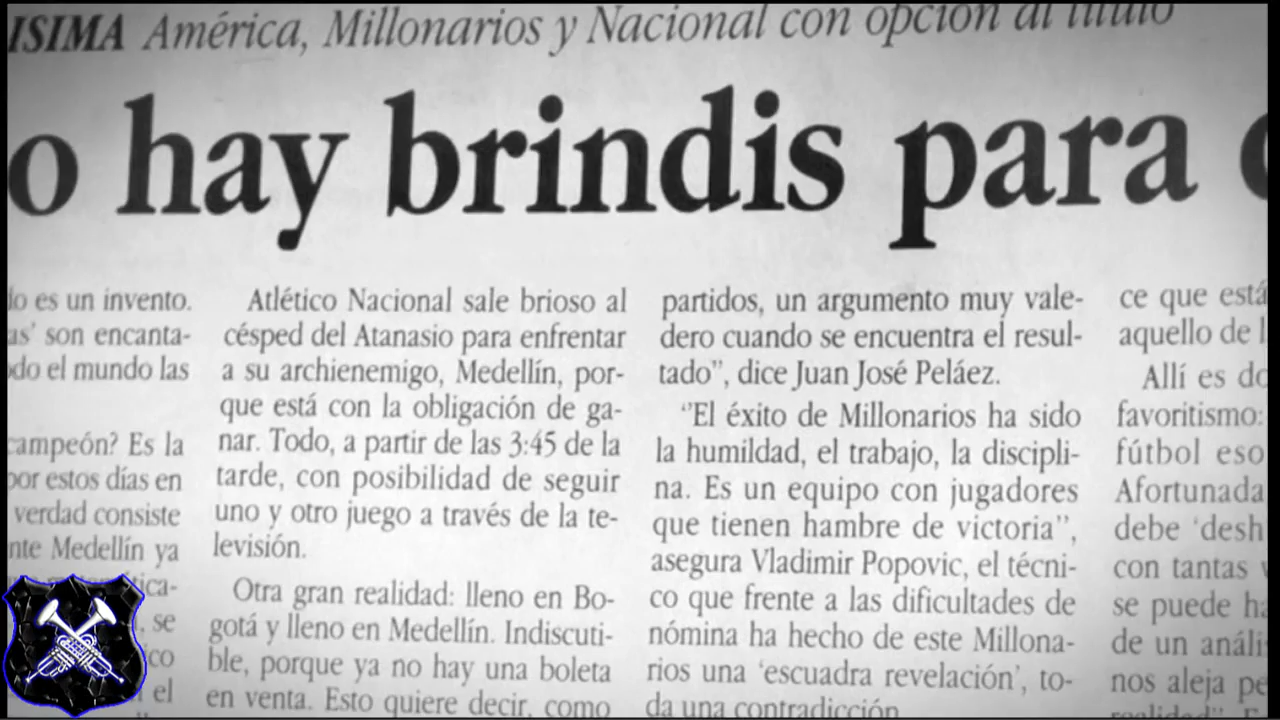 ISIMA América, Millonarios y Nacional con opción al título
o hay brindis para
es un invento.
as' son encanta-
el mundo las
campeón? Es la
por estos días en
verdad consiste
Medellín ya
se
el
Atlético Nacional sale brioso al
césped del Atanasio para enfrentar
a su archienemigo, Medellín, por-
que está con la obligación de ga-
nar. Todo, a partir de las 3:45 de la
tarde, con posibilidad de seguir
uno y otro juego a través de la te-
levisión.
Otra gran realidad: lleno en Bo-
gotá y lleno en Medellín. Indiscuti-
ble, porque ya no hay una boleta
en venta. Esto quiere decir, como
partidos, un argumento muy vale-
dero cuando se encuentra el resul-
tado", dice Juan José Peláez.
"El éxito de Millonarios ha sido
la humildad, el trabajo, la discipli-
na. Es un equipo con jugadores
que tienen hambre de victoria",
asegura Vladimir Popovic, el técni-
co que frente a las dificultades de
nómina ha hecho de este Millona-
rios una 'escuadra revelación', to-
da una contradicción
ce que está
aquello de
Allí es
favoritismo:
fútbol eso
Afortunada
debe 'desh
con tantas
se puede
de un análi
nos aleja pe